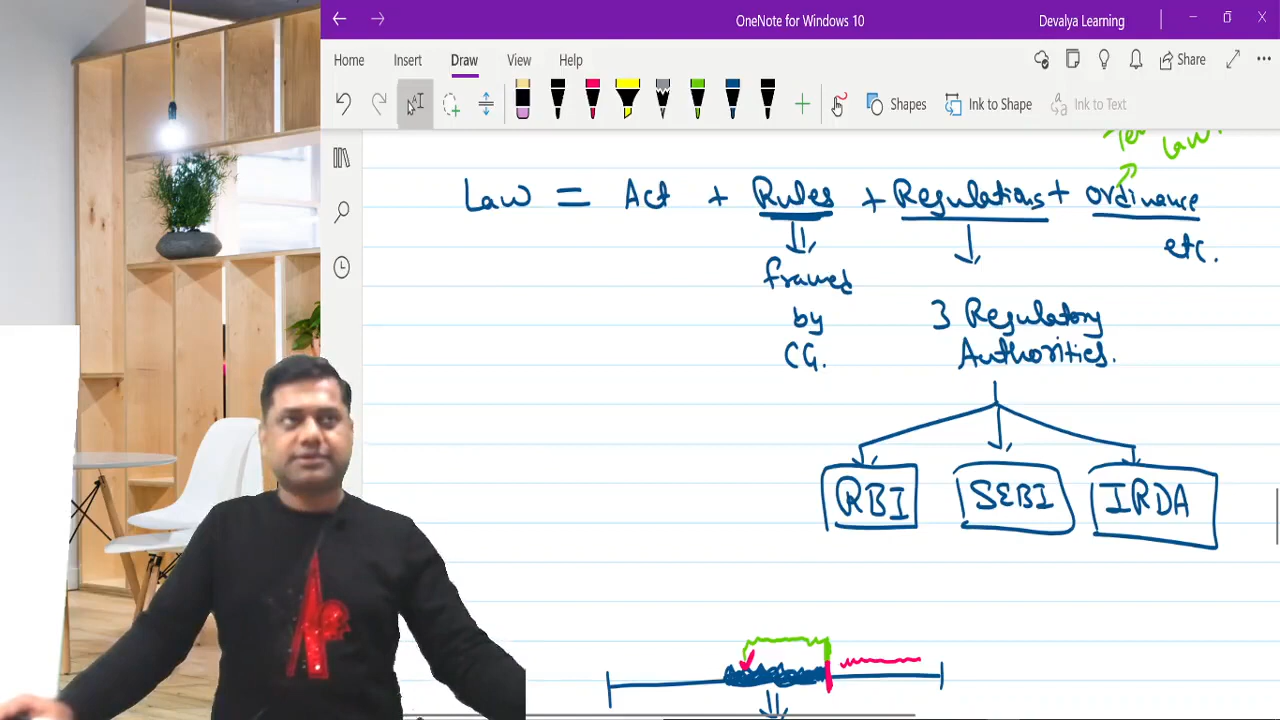 OneNote for Windows 10
Devalya Learning
Home Insert Draw View Help
Share
Shapes Ink to Shape Ink to Text
law.
Law = Act + Rules + Regulations + ordinance
etc.
framed
by
CG.
3 Regulatory
Authorities.
RBI SEBI IRDA